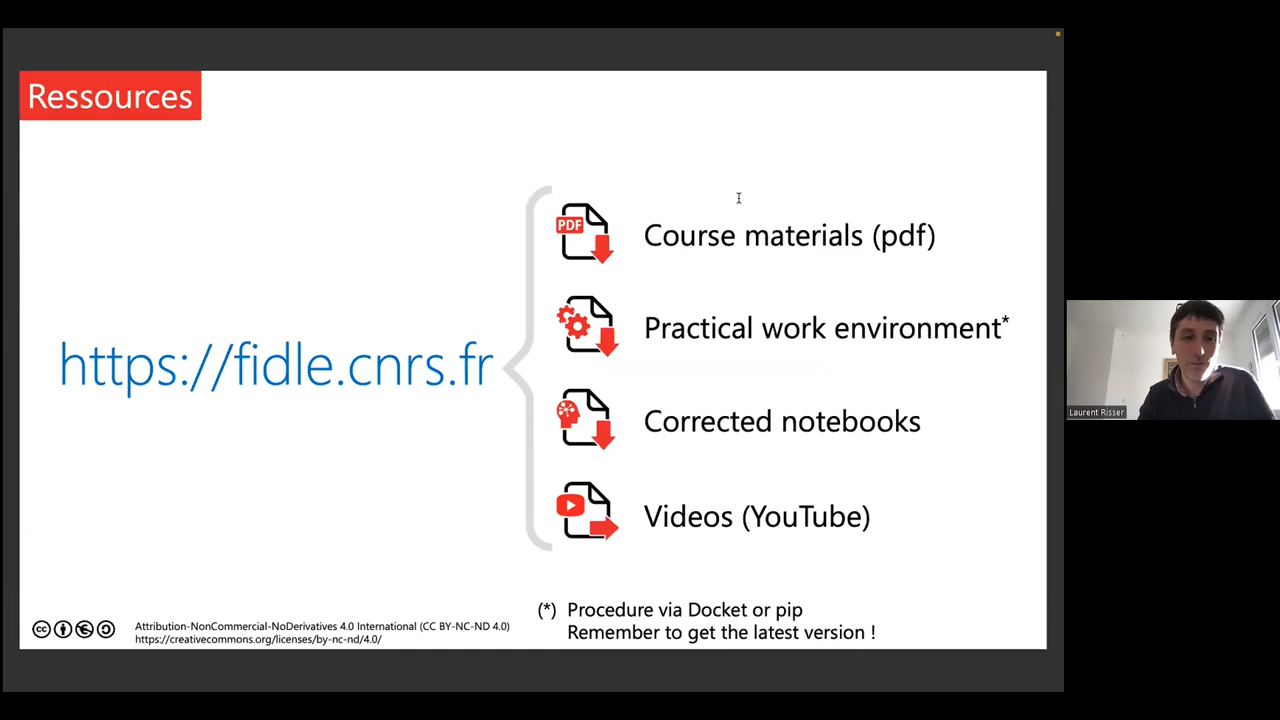 Ressources
PDF
Course materials (pdf)
Practical work environment*
https://fidle.cnrs.fr
Corrected notebooks
Videos (YouTube)
Laurent Risser
(*) Procedure via Docket or pip
Remember to get the latest version !
cc
Attribution-NonCommercial-NoDerivatives 4.0 International (CC BY-NC-ND 4.0)
https://creativecommons.org/licenses/by-nc-nd/4.0/